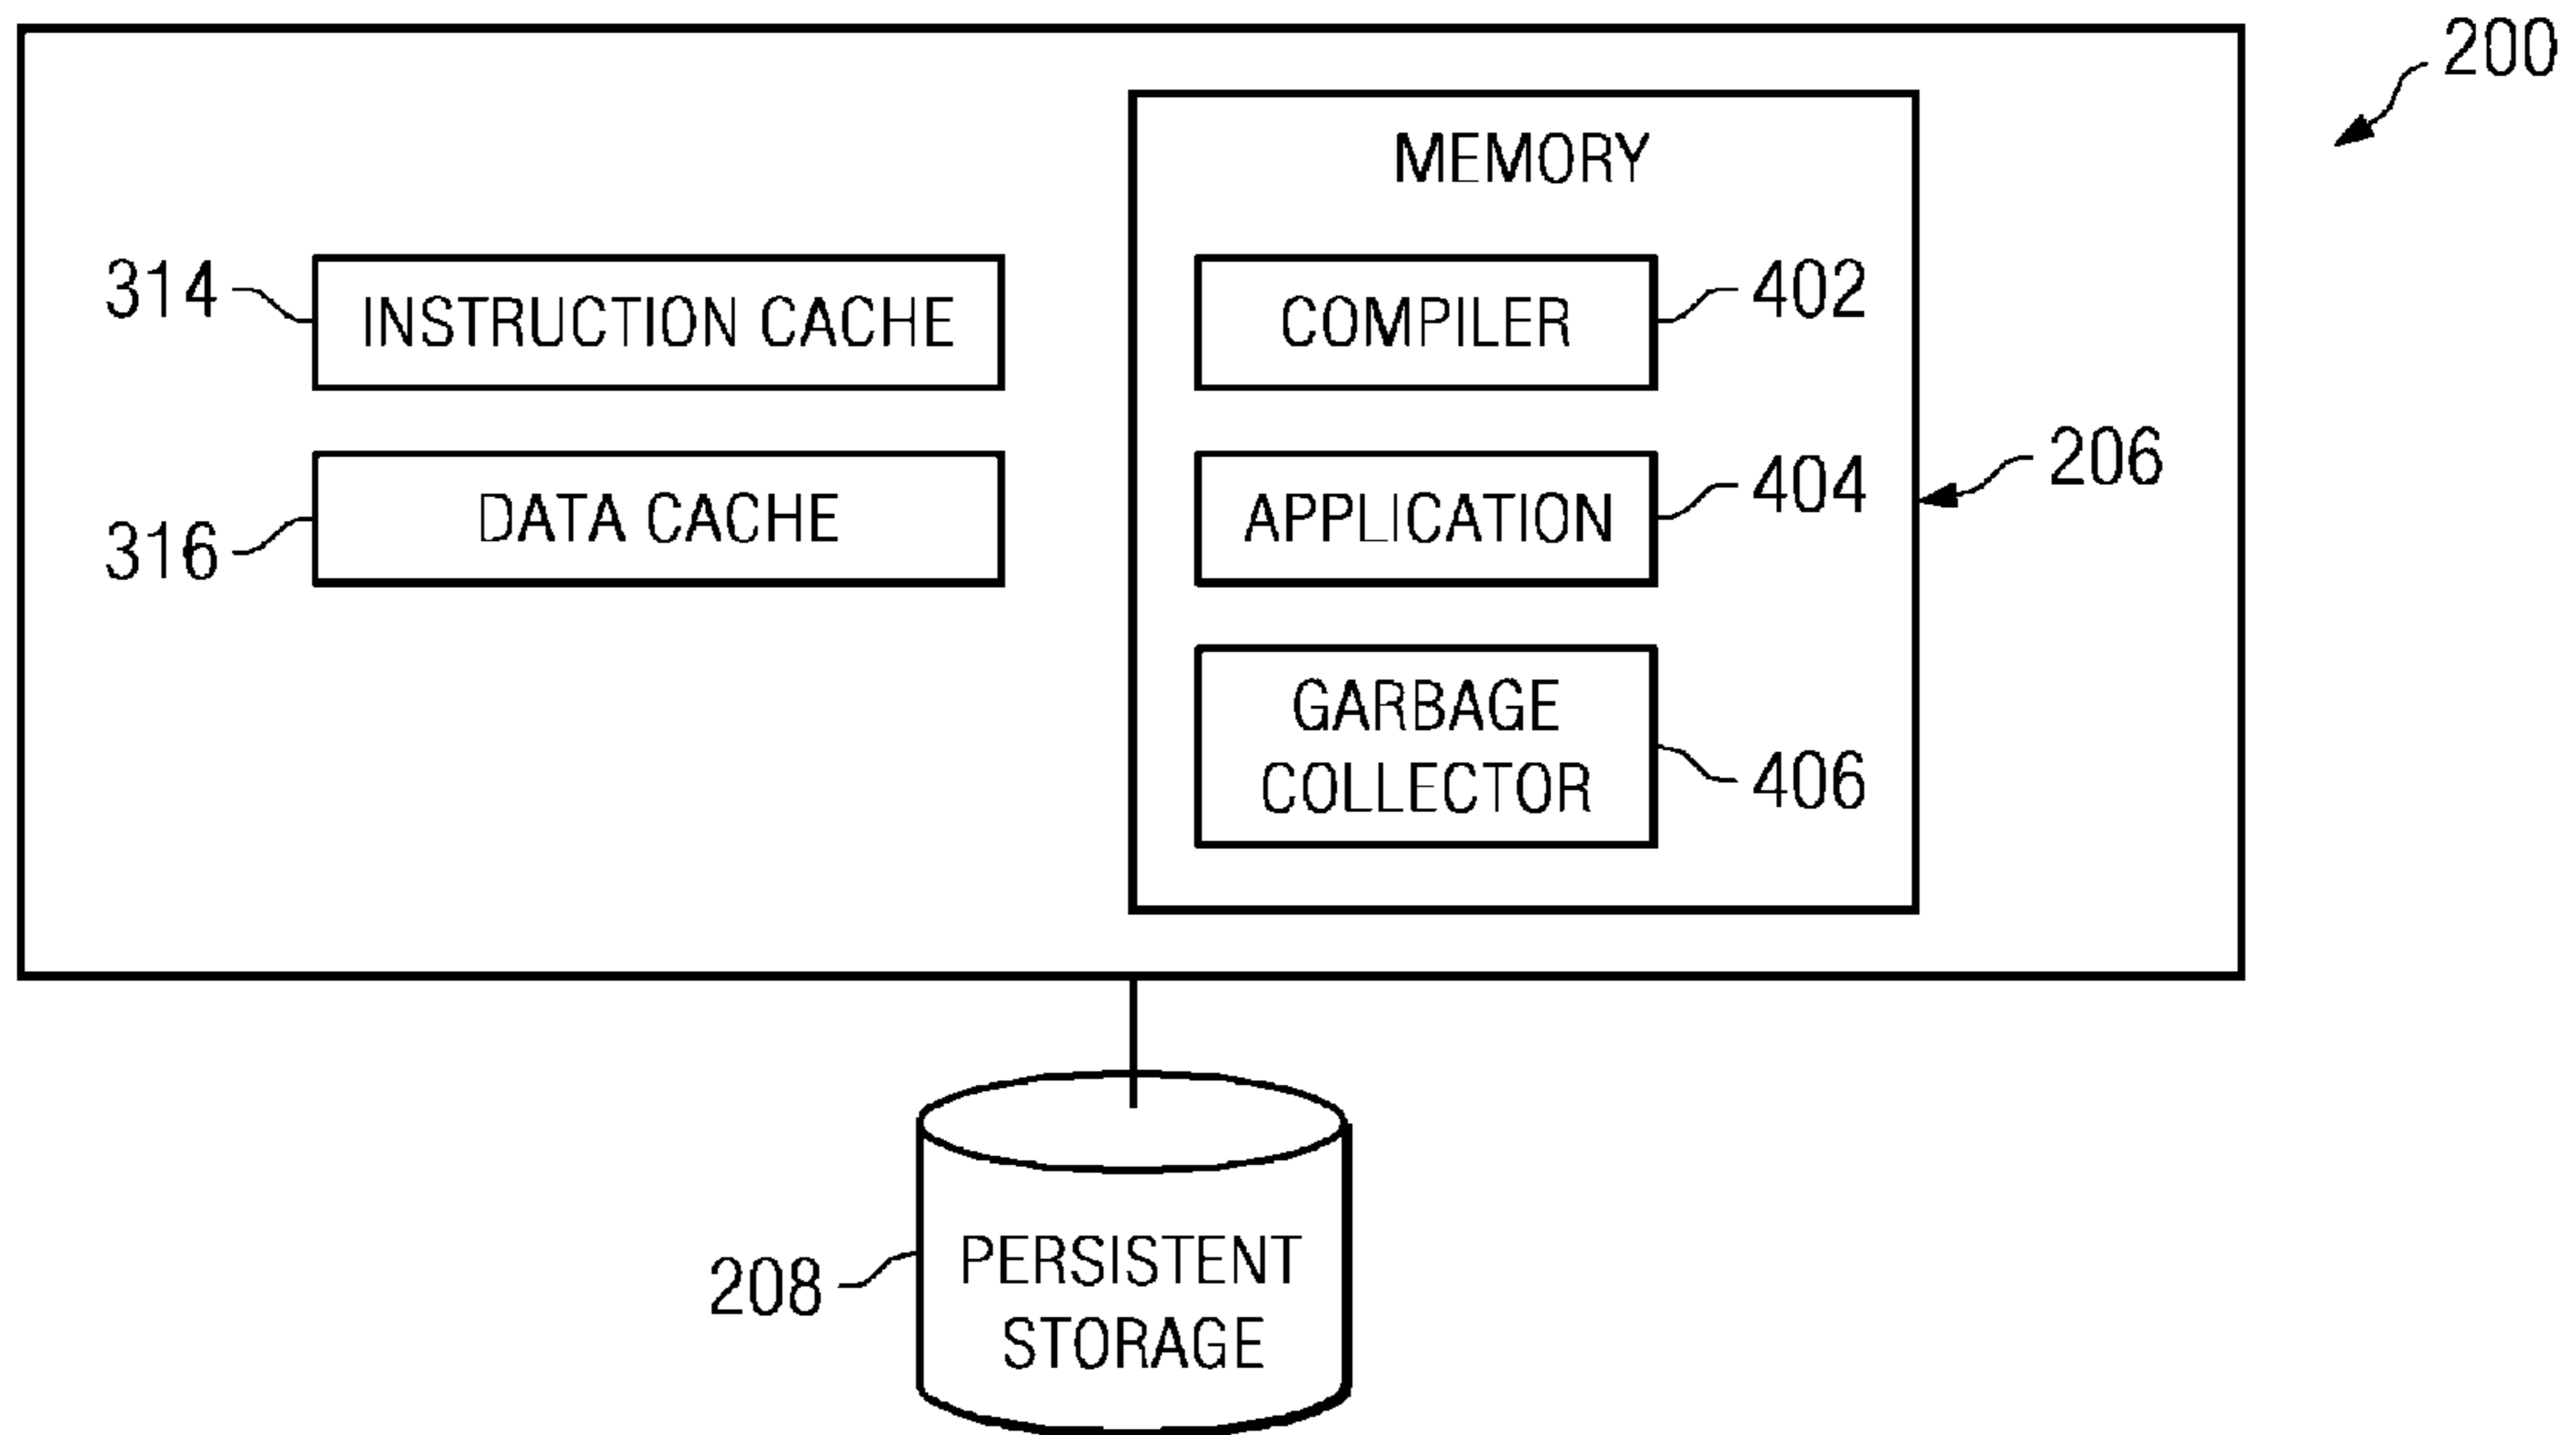 200
MEMORY
314
INSTRUCTION CACHE
COMPILER
402
316
DATA CACHE
APPLICATION
404
206
GARBAGE
COLLECTOR
406
208
PERSISTENT
STORAGE